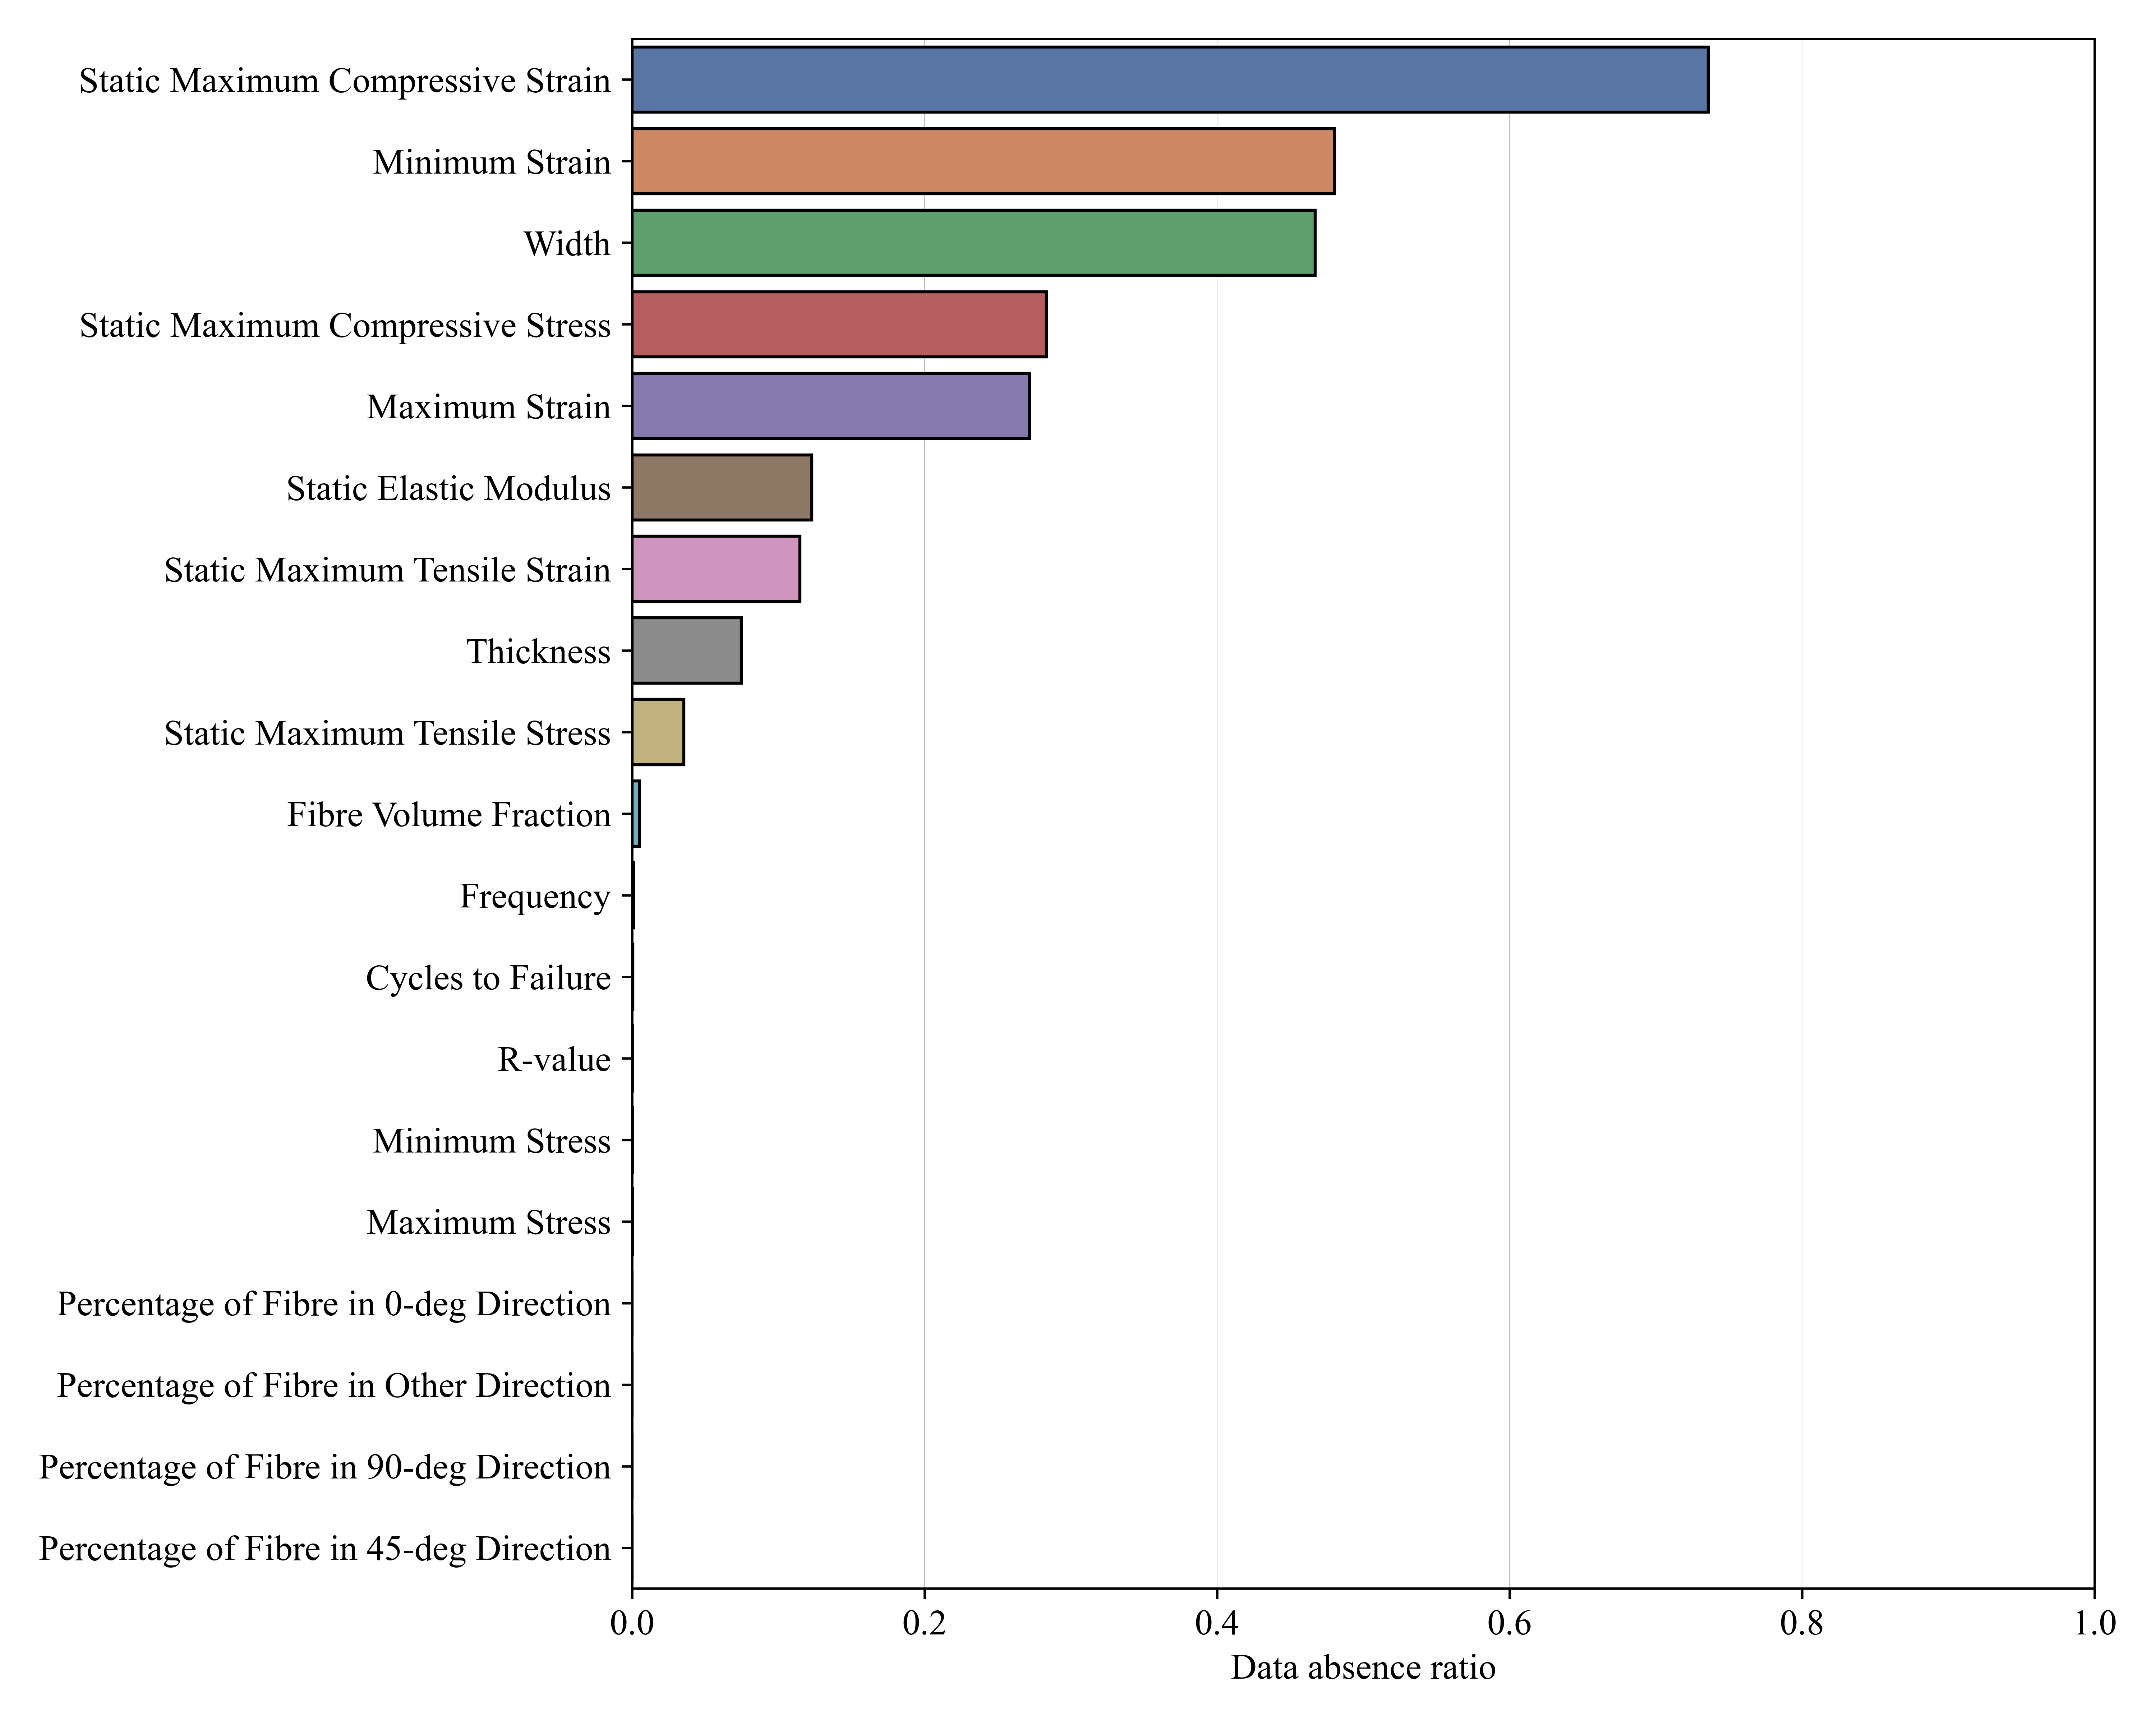 Static Maximum Compressive Strain
Minimum Strain
Width
Static Maximum Compressive Stress
Maximum Strain
Static Elastic Modulus
Static Maximum Tensile Strain
Thickness
Static Maximum Tensile Stress
Fibre Volume Fraction
Frequency
Cycles to Failure
R-value
Minimum Stress
Maximum Stress
Percentage of Fibre in 0-deg Direction
Percentage of Fibre in Other Direction
Percentage of Fibre in 90-deg Direction
Percentage of Fibre in 45-deg Direction
0.0 0.2 0.4 0.6 0.8 1.0
Data absence ratio